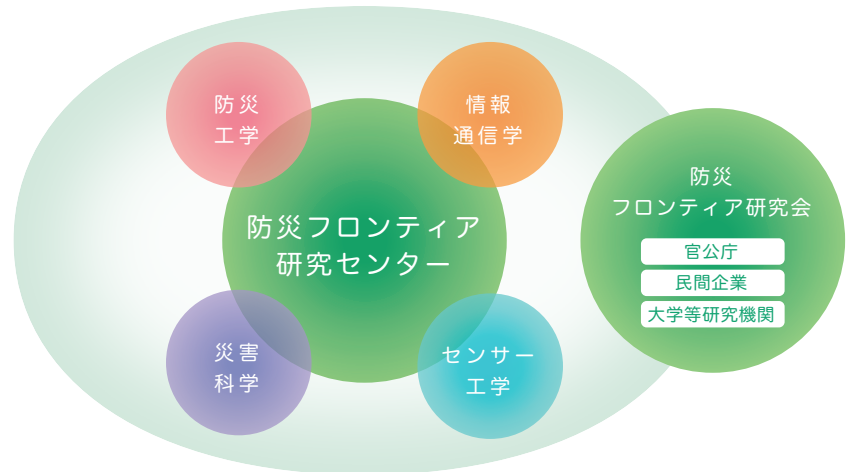 防災
工学
情報
通信学
防災フロンティア
研究センター
災害
科学
センサー
工学
防災
フロンティア研究会
官公庁
民間企業
大学等研究機関